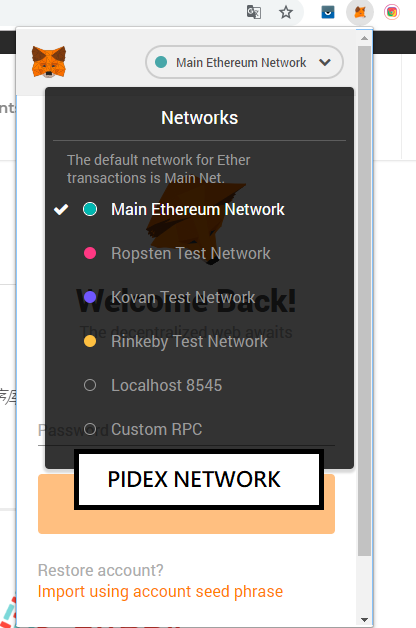 Main Ethereum Network
Networks
The default network for Ether
transactions is Main Net.
Main Ethereum Network
Ropsten Test Network
Kovan Test Network
Welcome Back!
The decentralized web awaits
Rinkeby Test Network
Localhost 8545
Custom RPC
Password
PIDEX NETWORK
Restore account?
Import using account seed phrase